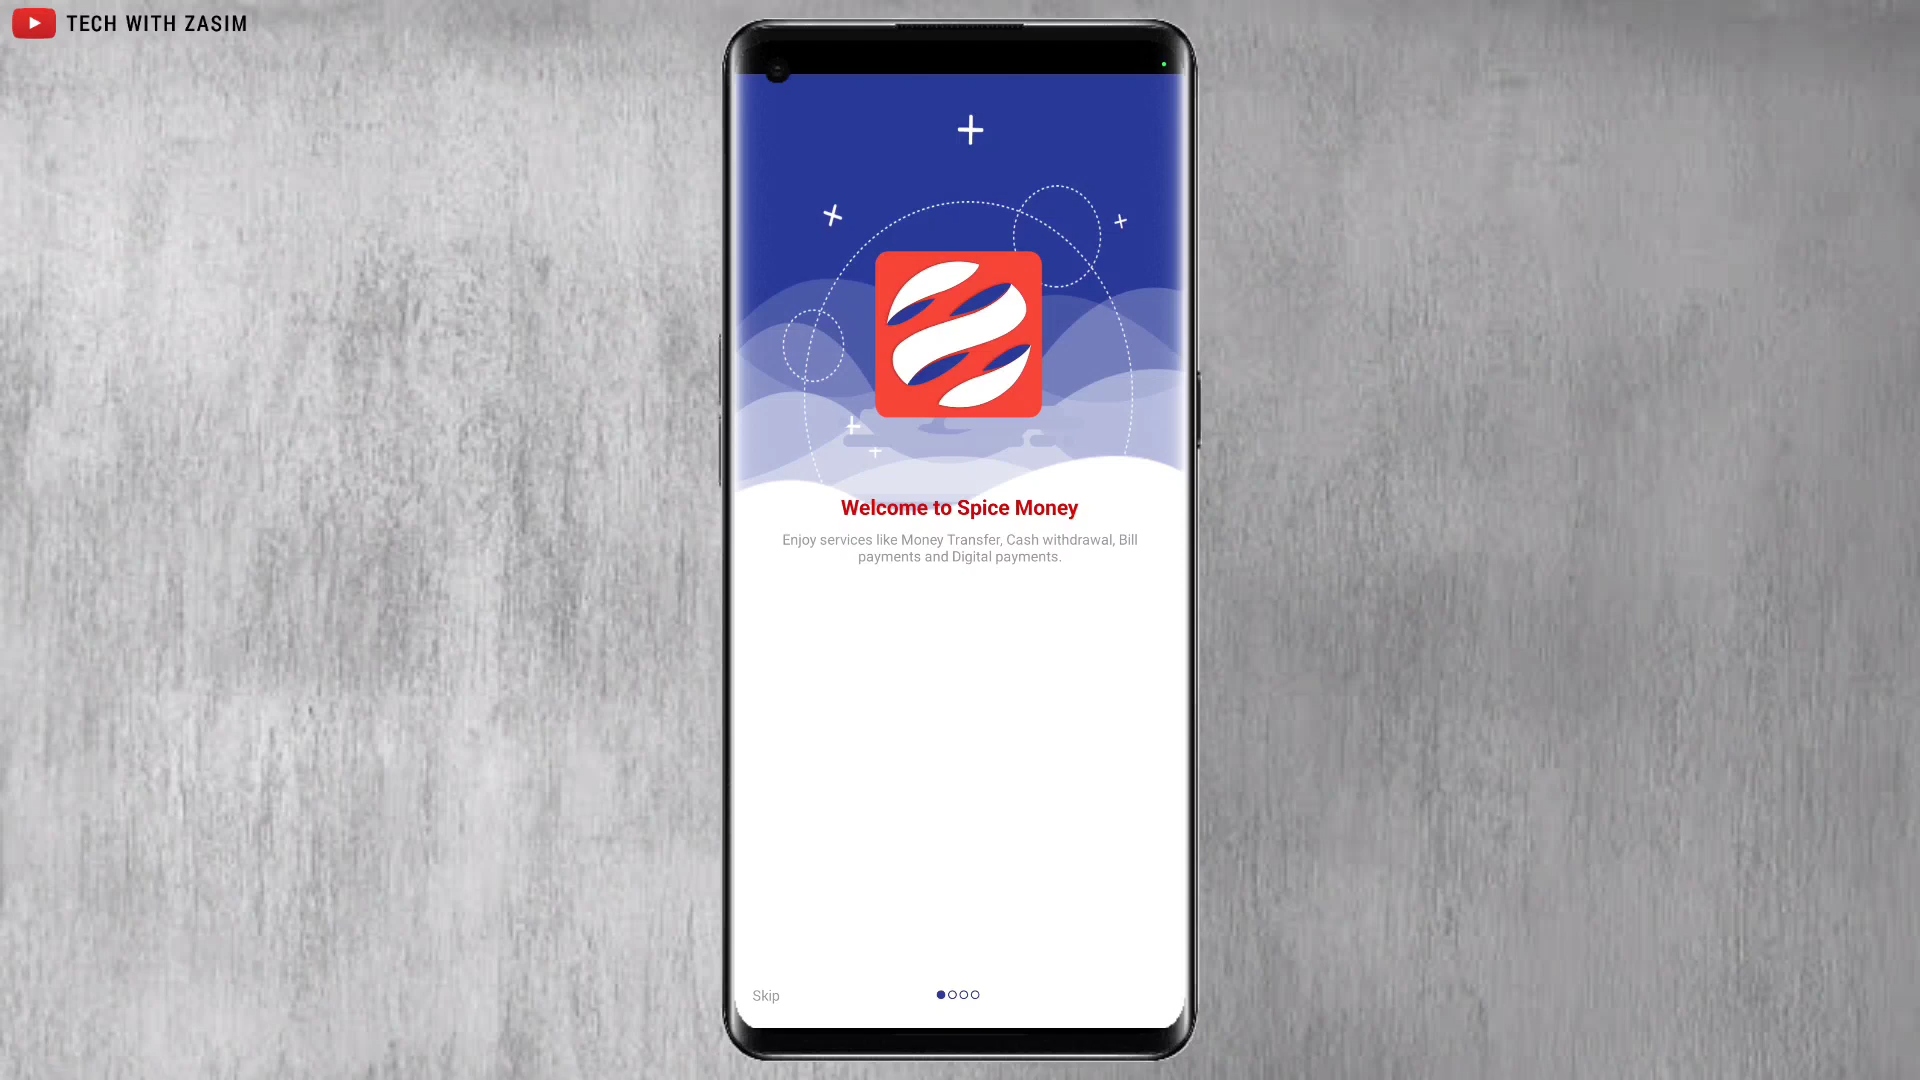 TECH WITH ZASIM
Welcome to Spice Money
Enjoy services like Money Transfer, Cash withdrawal, Bill
payments and Digital payments.
Skip